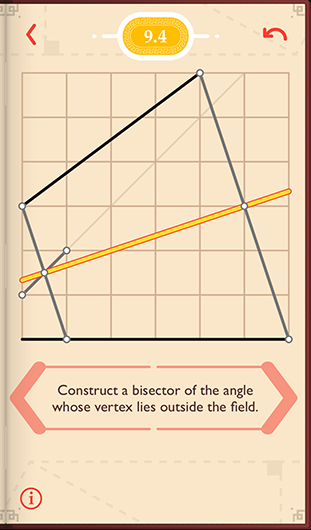 9.4
Construct a bisector of the angle
whose vertex lies outside the field.
i